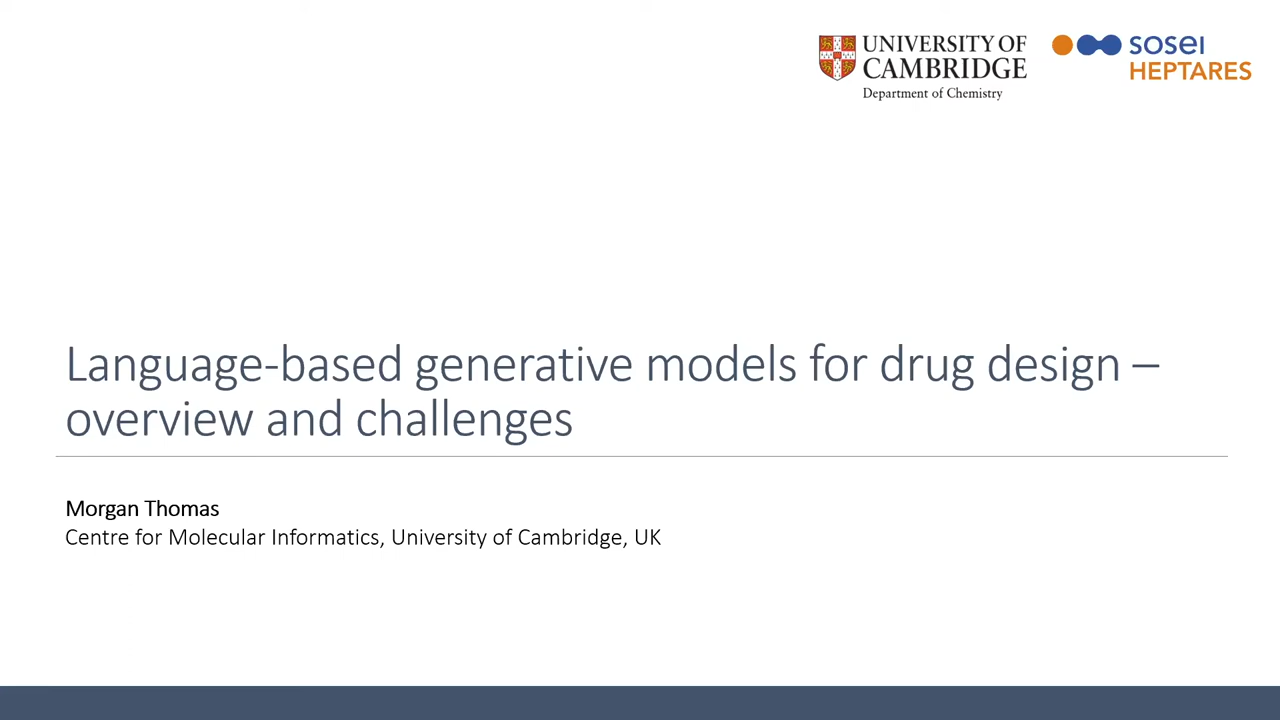 UNIVERSITY OF
CAMBRIDGE
Department of Chemistry
sosei
HEPTARES
Language-based generative models for drug design –
overview and challenges
Morgan Thomas
Centre for Molecular Informatics, University of Cambridge, UK